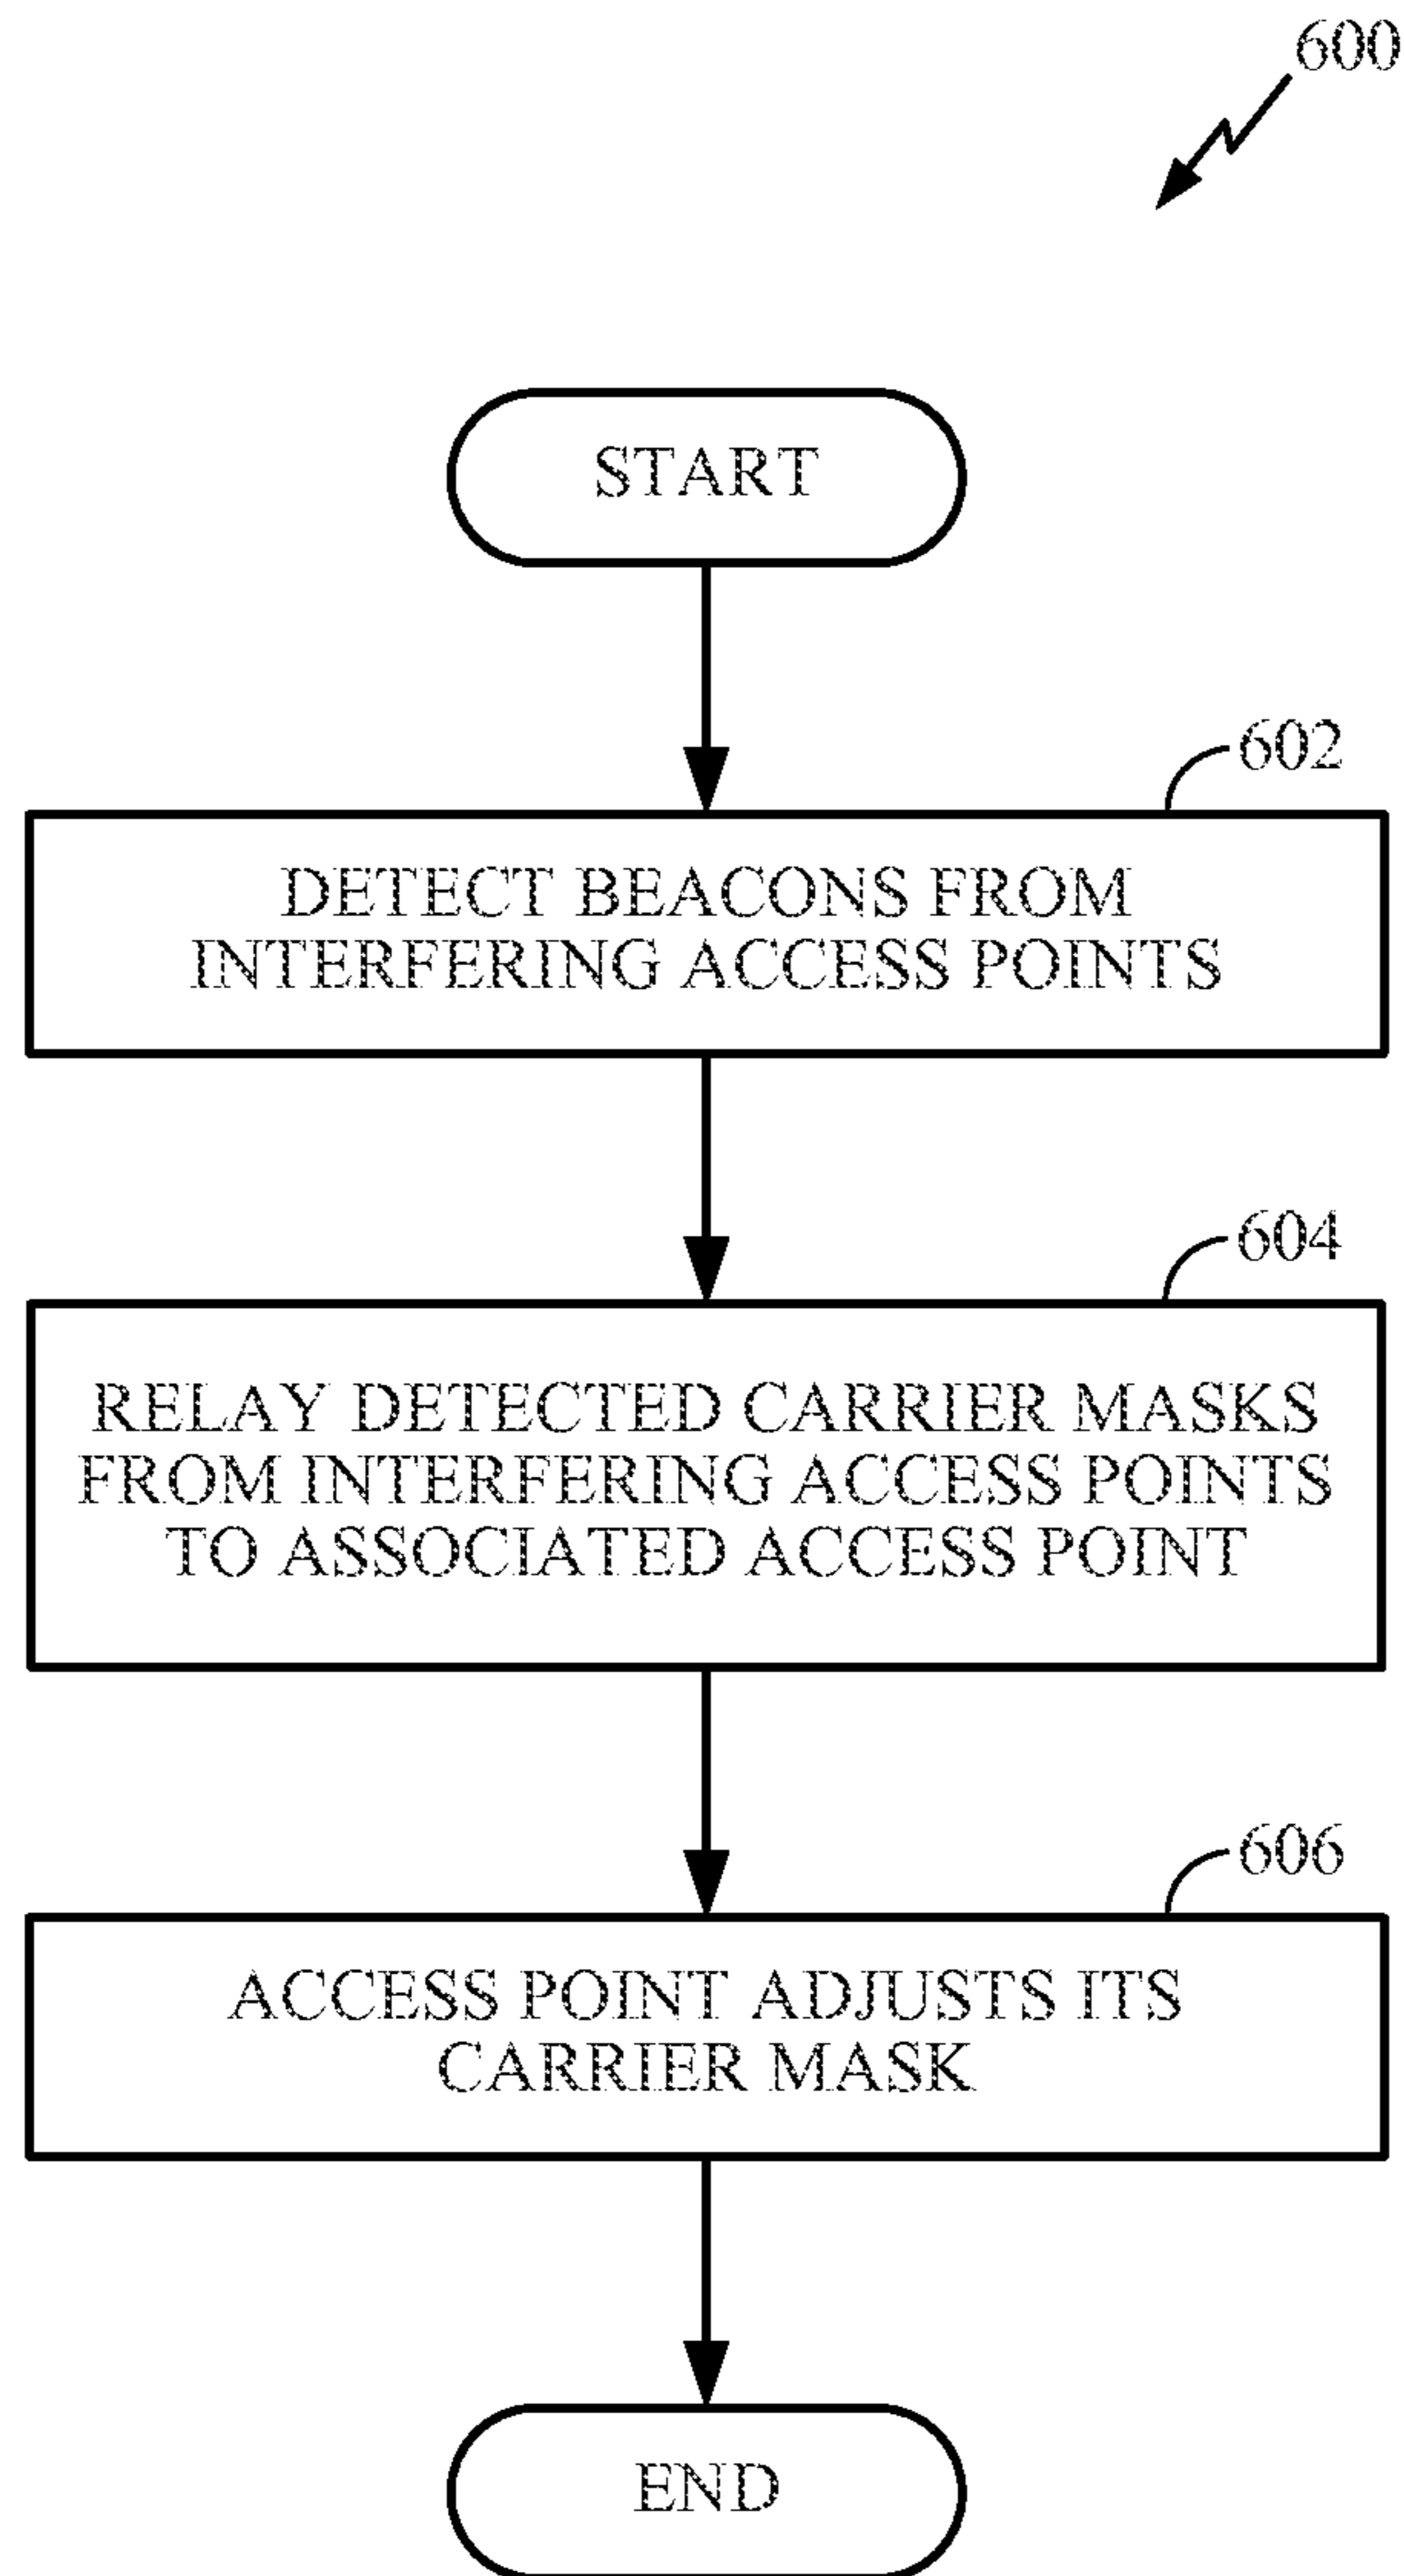 600
START
602
DETECT BEACONS FROM
INTERFERING ACCESS POINTS
604
RELAY DETECTED CARRIER MASKS
FROM INTERFERING ACCESS POINTS
TO ASSOCIATED ACCESS POINT
606
ACCESS POINT ADJUSTS ITS
CARRIER MASK
END